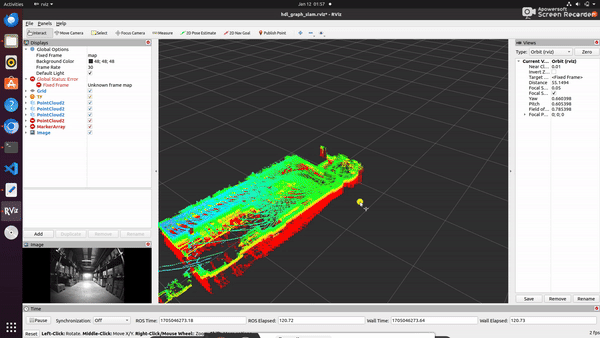 Activities
rviz
Jan 12 01:57
Apowersoft
Screen Recorder
hdl_graph_slam.rviz* - RViz
File Panels Help
Interact Move Camera Select Focus Camera Measure 2D Pose Estimate 2D Nav Goal Publish Point
Displays
Global Options
Fixed Frame map
Background Color 48; 48; 48
Frame Rate 30
Default Light
Global Status: Error
Fixed Frame Unknown frame map
Grid
TF
PointCloud2
PointCloud2
PointCloud2
PointCloud2
MarkerArray
Image
Add Duplicate Remove Rename
Image
Views
Type: Orbit (rviz) Zero
Current V... Orbit (rviz)
Near Cl... 0.01
Invert Z...
Target ... <Fixed Frame>
Distance 55.1494
Focal S... 0.05
Focal S...
Yaw 0.660398
Pitch 0.605398
Field of... 0.785398
Focal P... 0; 0; 0
Save Remove Rename
Time
Pause Synchronization: Off ROS Time: 1705046273.18 ROS Elapsed: 120.72 Wall Time: 1705046273.64 Wall Elapsed: 120.73
Reset Left-Click: Rotate. Middle-Click: Move X/Y. Right-Click/Mouse Wheel: Zoo
2 fps